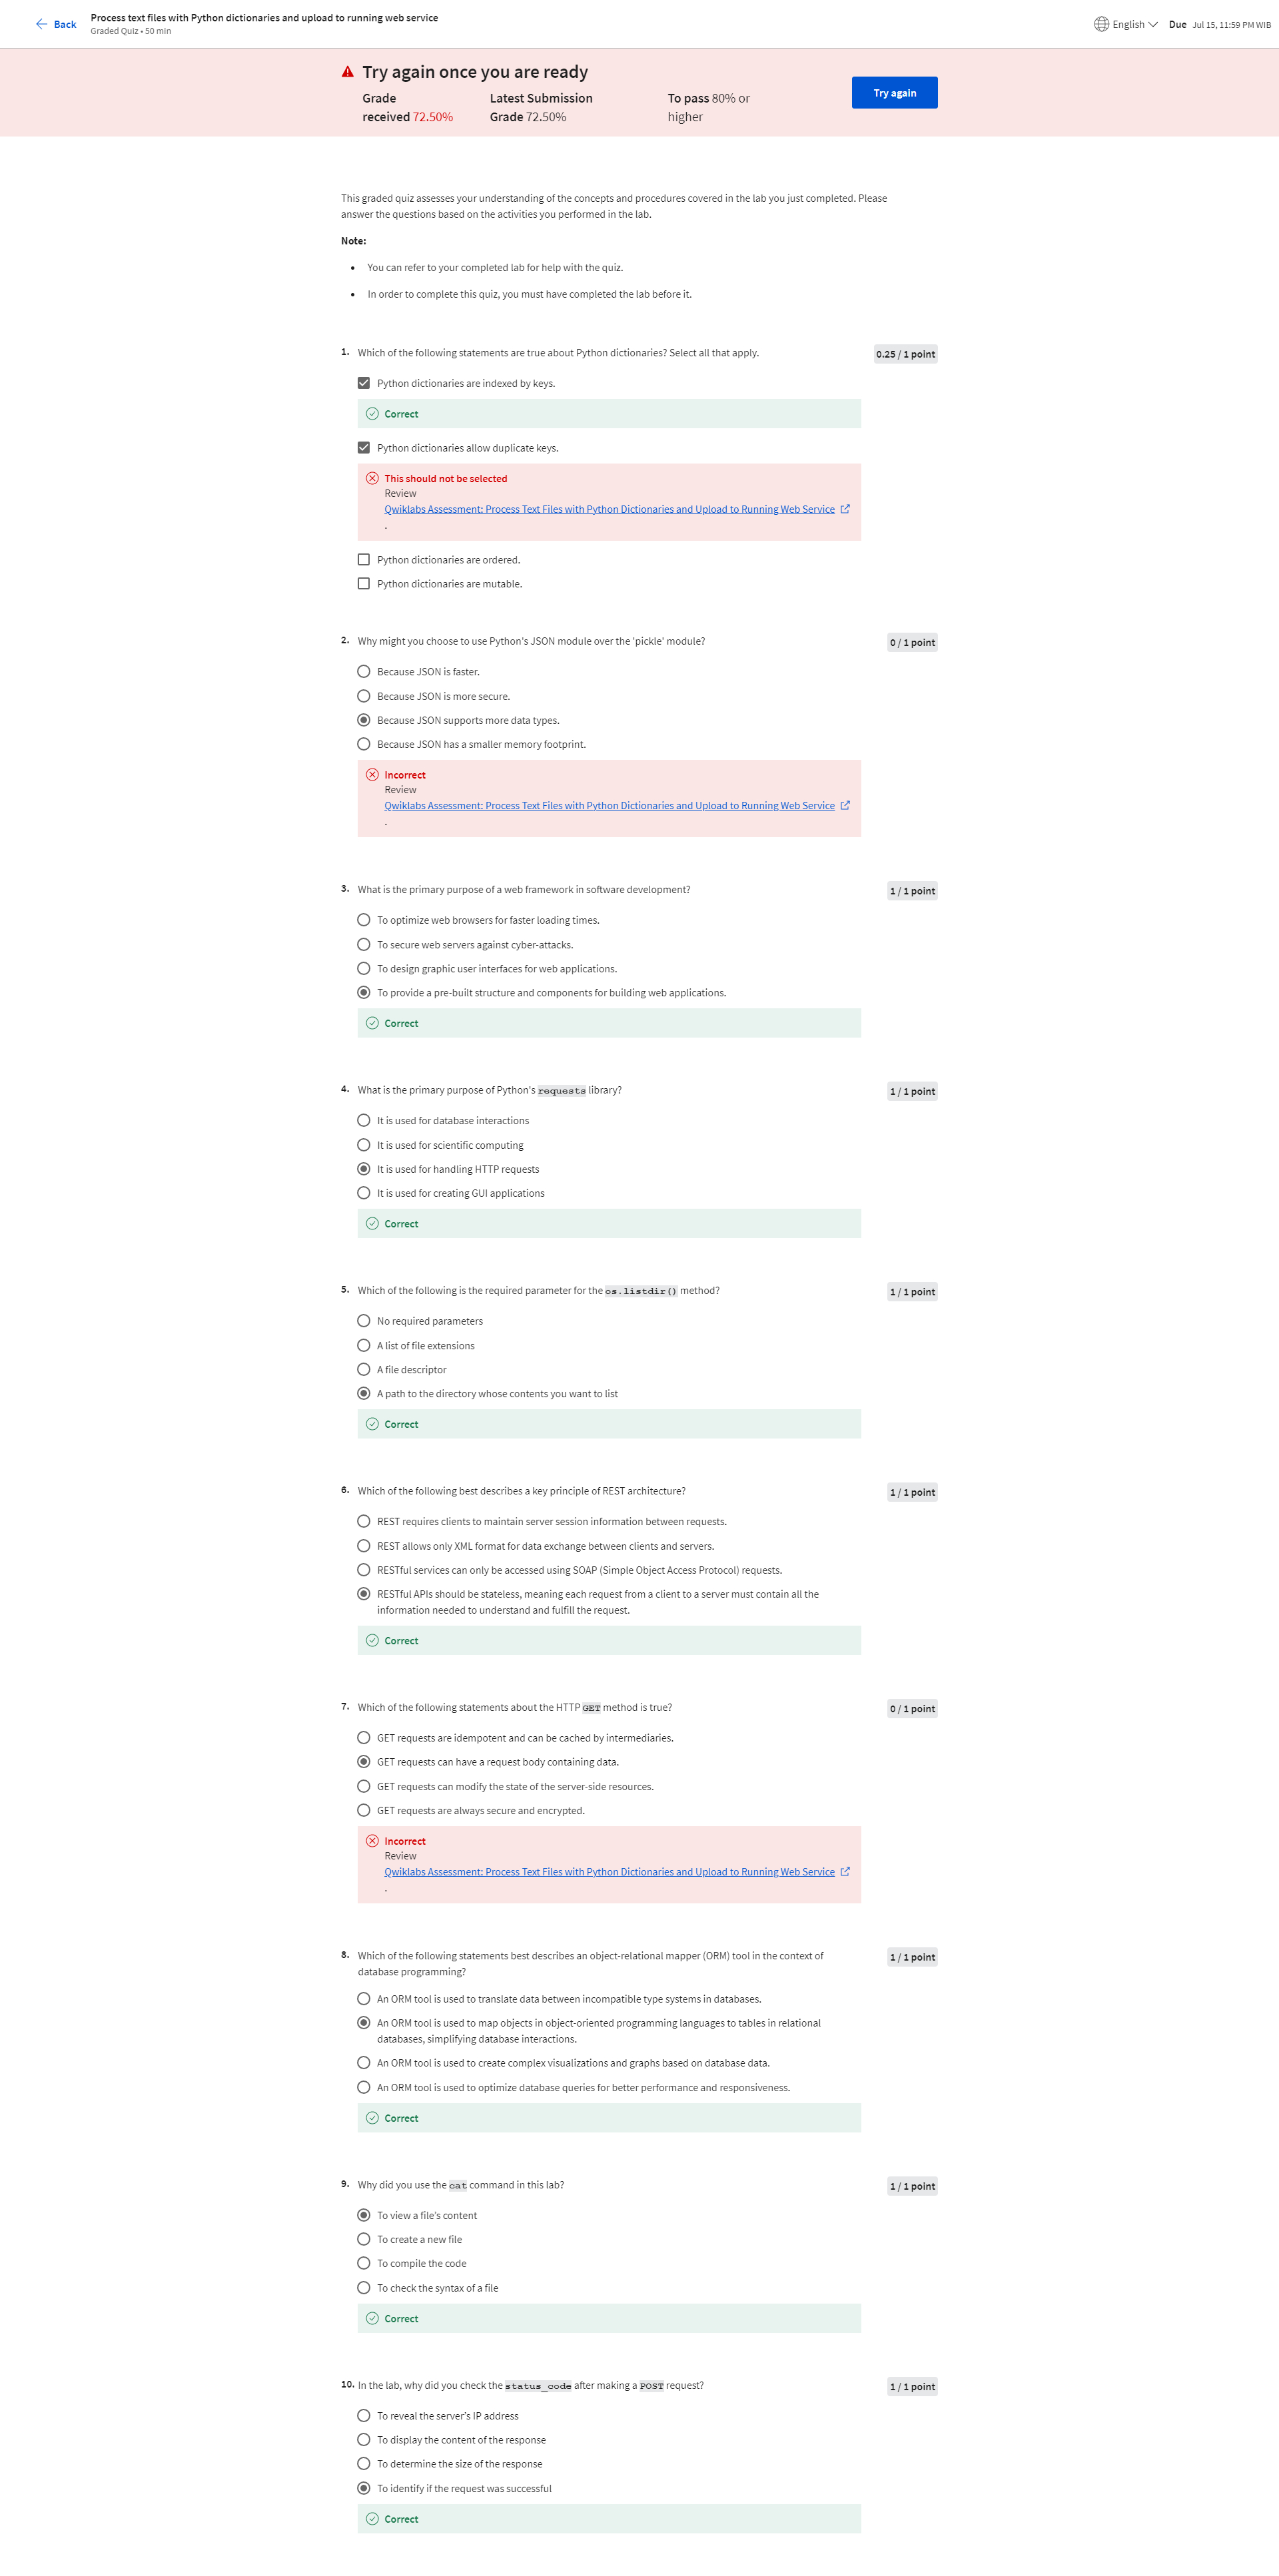 Back
Process text files with Python dictionaries and upload to running web service
Graded Quiz • 50 min
English
Due Jul 15, 11:59 PM WIB
Try again once you are ready
Grade
received 72.50%
Latest Submission
Grade 72.50%
To pass 80% or
higher
Try again
This graded quiz assesses your understanding of the concepts and procedures covered in the lab you just completed. Please
answer the questions based on the activities you performed in the lab.
Note:
• You can refer to your completed lab for help with the quiz.
• In order to complete this quiz, you must have completed the lab before it.
1. Which of the following statements are true about Python dictionaries? Select all that apply.
0.25 / 1 point
Python dictionaries are indexed by keys.
Correct
Python dictionaries allow duplicate keys.
This should not be selected
Review
Qwiklabs Assessment: Process Text Files with Python Dictionaries and Upload to Running Web Service
.
Python dictionaries are ordered.
Python dictionaries are mutable.
2. Why might you choose to use Python's JSON module over the 'pickle' module?
0 / 1 point
Because JSON is faster.
Because JSON is more secure.
Because JSON supports more data types.
Because JSON has a smaller memory footprint.
Incorrect
Review
Qwiklabs Assessment: Process Text Files with Python Dictionaries and Upload to Running Web Service
.
3. What is the primary purpose of a web framework in software development?
1 / 1 point
To optimize web browsers for faster loading times.
To secure web servers against cyber-attacks.
To design graphic user interfaces for web applications.
To provide a pre-built structure and components for building web applications.
Correct
4. What is the primary purpose of Python's requests library?
1 / 1 point
It is used for database interactions
It is used for scientific computing
It is used for handling HTTP requests
It is used for creating GUI applications
Correct
5. Which of the following is the required parameter for the os.listdir() method?
1 / 1 point
No required parameters
A list of file extensions
A file descriptor
A path to the directory whose contents you want to list
Correct
6. Which of the following best describes a key principle of REST architecture?
1 / 1 point
REST requires clients to maintain server session information between requests.
REST allows only XML format for data exchange between clients and servers.
RESTful services can only be accessed using SOAP (Simple Object Access Protocol) requests.
RESTful APIs should be stateless, meaning each request from a client to a server must contain all the
information needed to understand and fulfill the request.
Correct
7. Which of the following statements about the HTTP GET method is true?
0 / 1 point
GET requests are idempotent and can be cached by intermediaries.
GET requests can have a request body containing data.
GET requests can modify the state of the server-side resources.
GET requests are always secure and encrypted.
Incorrect
Review
Qwiklabs Assessment: Process Text Files with Python Dictionaries and Upload to Running Web Service
.
8. Which of the following statements best describes an object-relational mapper (ORM) tool in the context of
database programming?
1 / 1 point
An ORM tool is used to translate data between incompatible type systems in databases.
An ORM tool is used to map objects in object-oriented programming languages to tables in relational
databases, simplifying database interactions.
An ORM tool is used to create complex visualizations and graphs based on database data.
An ORM tool is used to optimize database queries for better performance and responsiveness.
Correct
9. Why did you use the cat command in this lab?
1 / 1 point
To view a file's content
To create a new file
To compile the code
To check the syntax of a file
Correct
10. In the lab, why did you check the status_code after making a POST request?
1 / 1 point
To reveal the server's IP address
To display the content of the response
To determine the size of the response
To identify if the request was successful
Correct